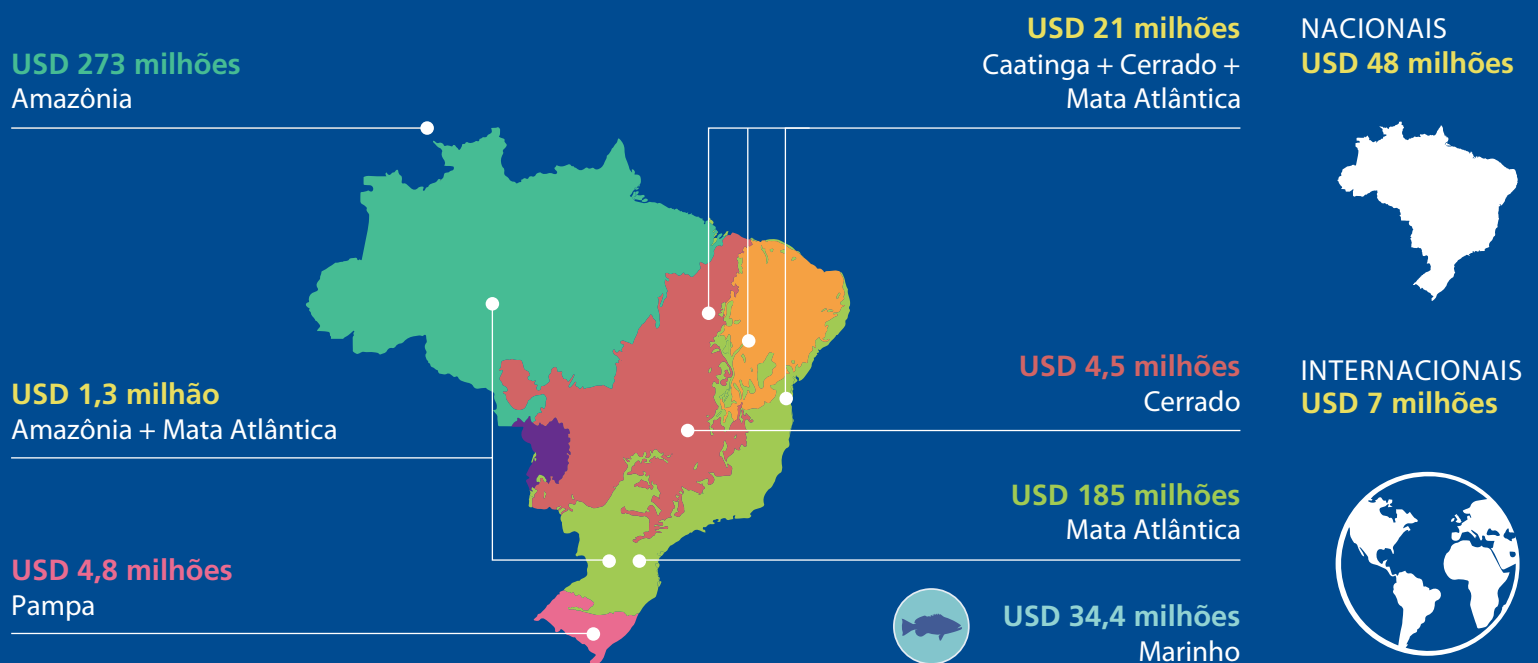 USD 273 milhões
Amazônia
USD 1,3 milhão
Amazônia + Mata Atlântica
USD 4,8 milhões
Pampa
USD 21 milhões
Caatinga + Cerrado +
Mata Atlântica
USD 4,5 milhões
Cerrado
USD 185 milhões
Mata Atlântica
USD 34,4 milhões
Marinho
NACIONAIS
USD 48 milhões
INTERNACIONAIS
USD 7 milhões